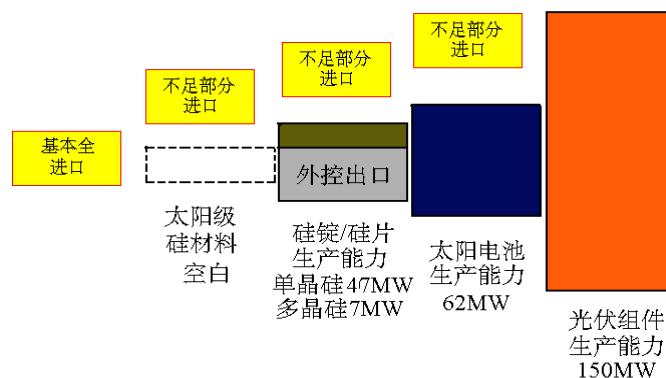 基本全
进口
不足部分
进口
不足部分
进口
不足部分
进口
外控出口
太阳级
硅材料
空白
硅锭/硅片
生产能力
单晶硅47MW
多晶硅7MW
太阳电池
生产能力
62MW
光伏组件
生产能力
150MW